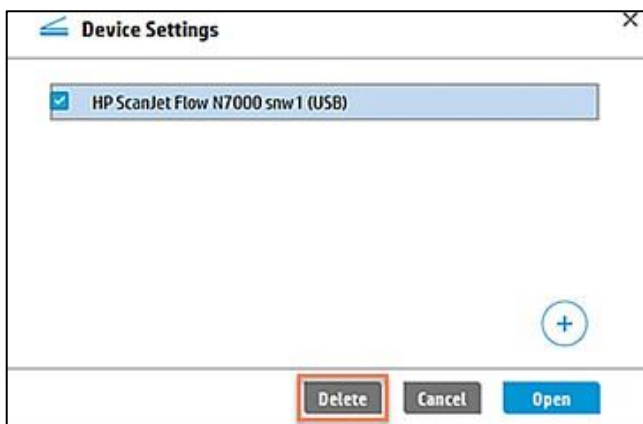 Device Settings
HP ScanJet Flow N7000 snw1 (USB)
Delete Cancel Open